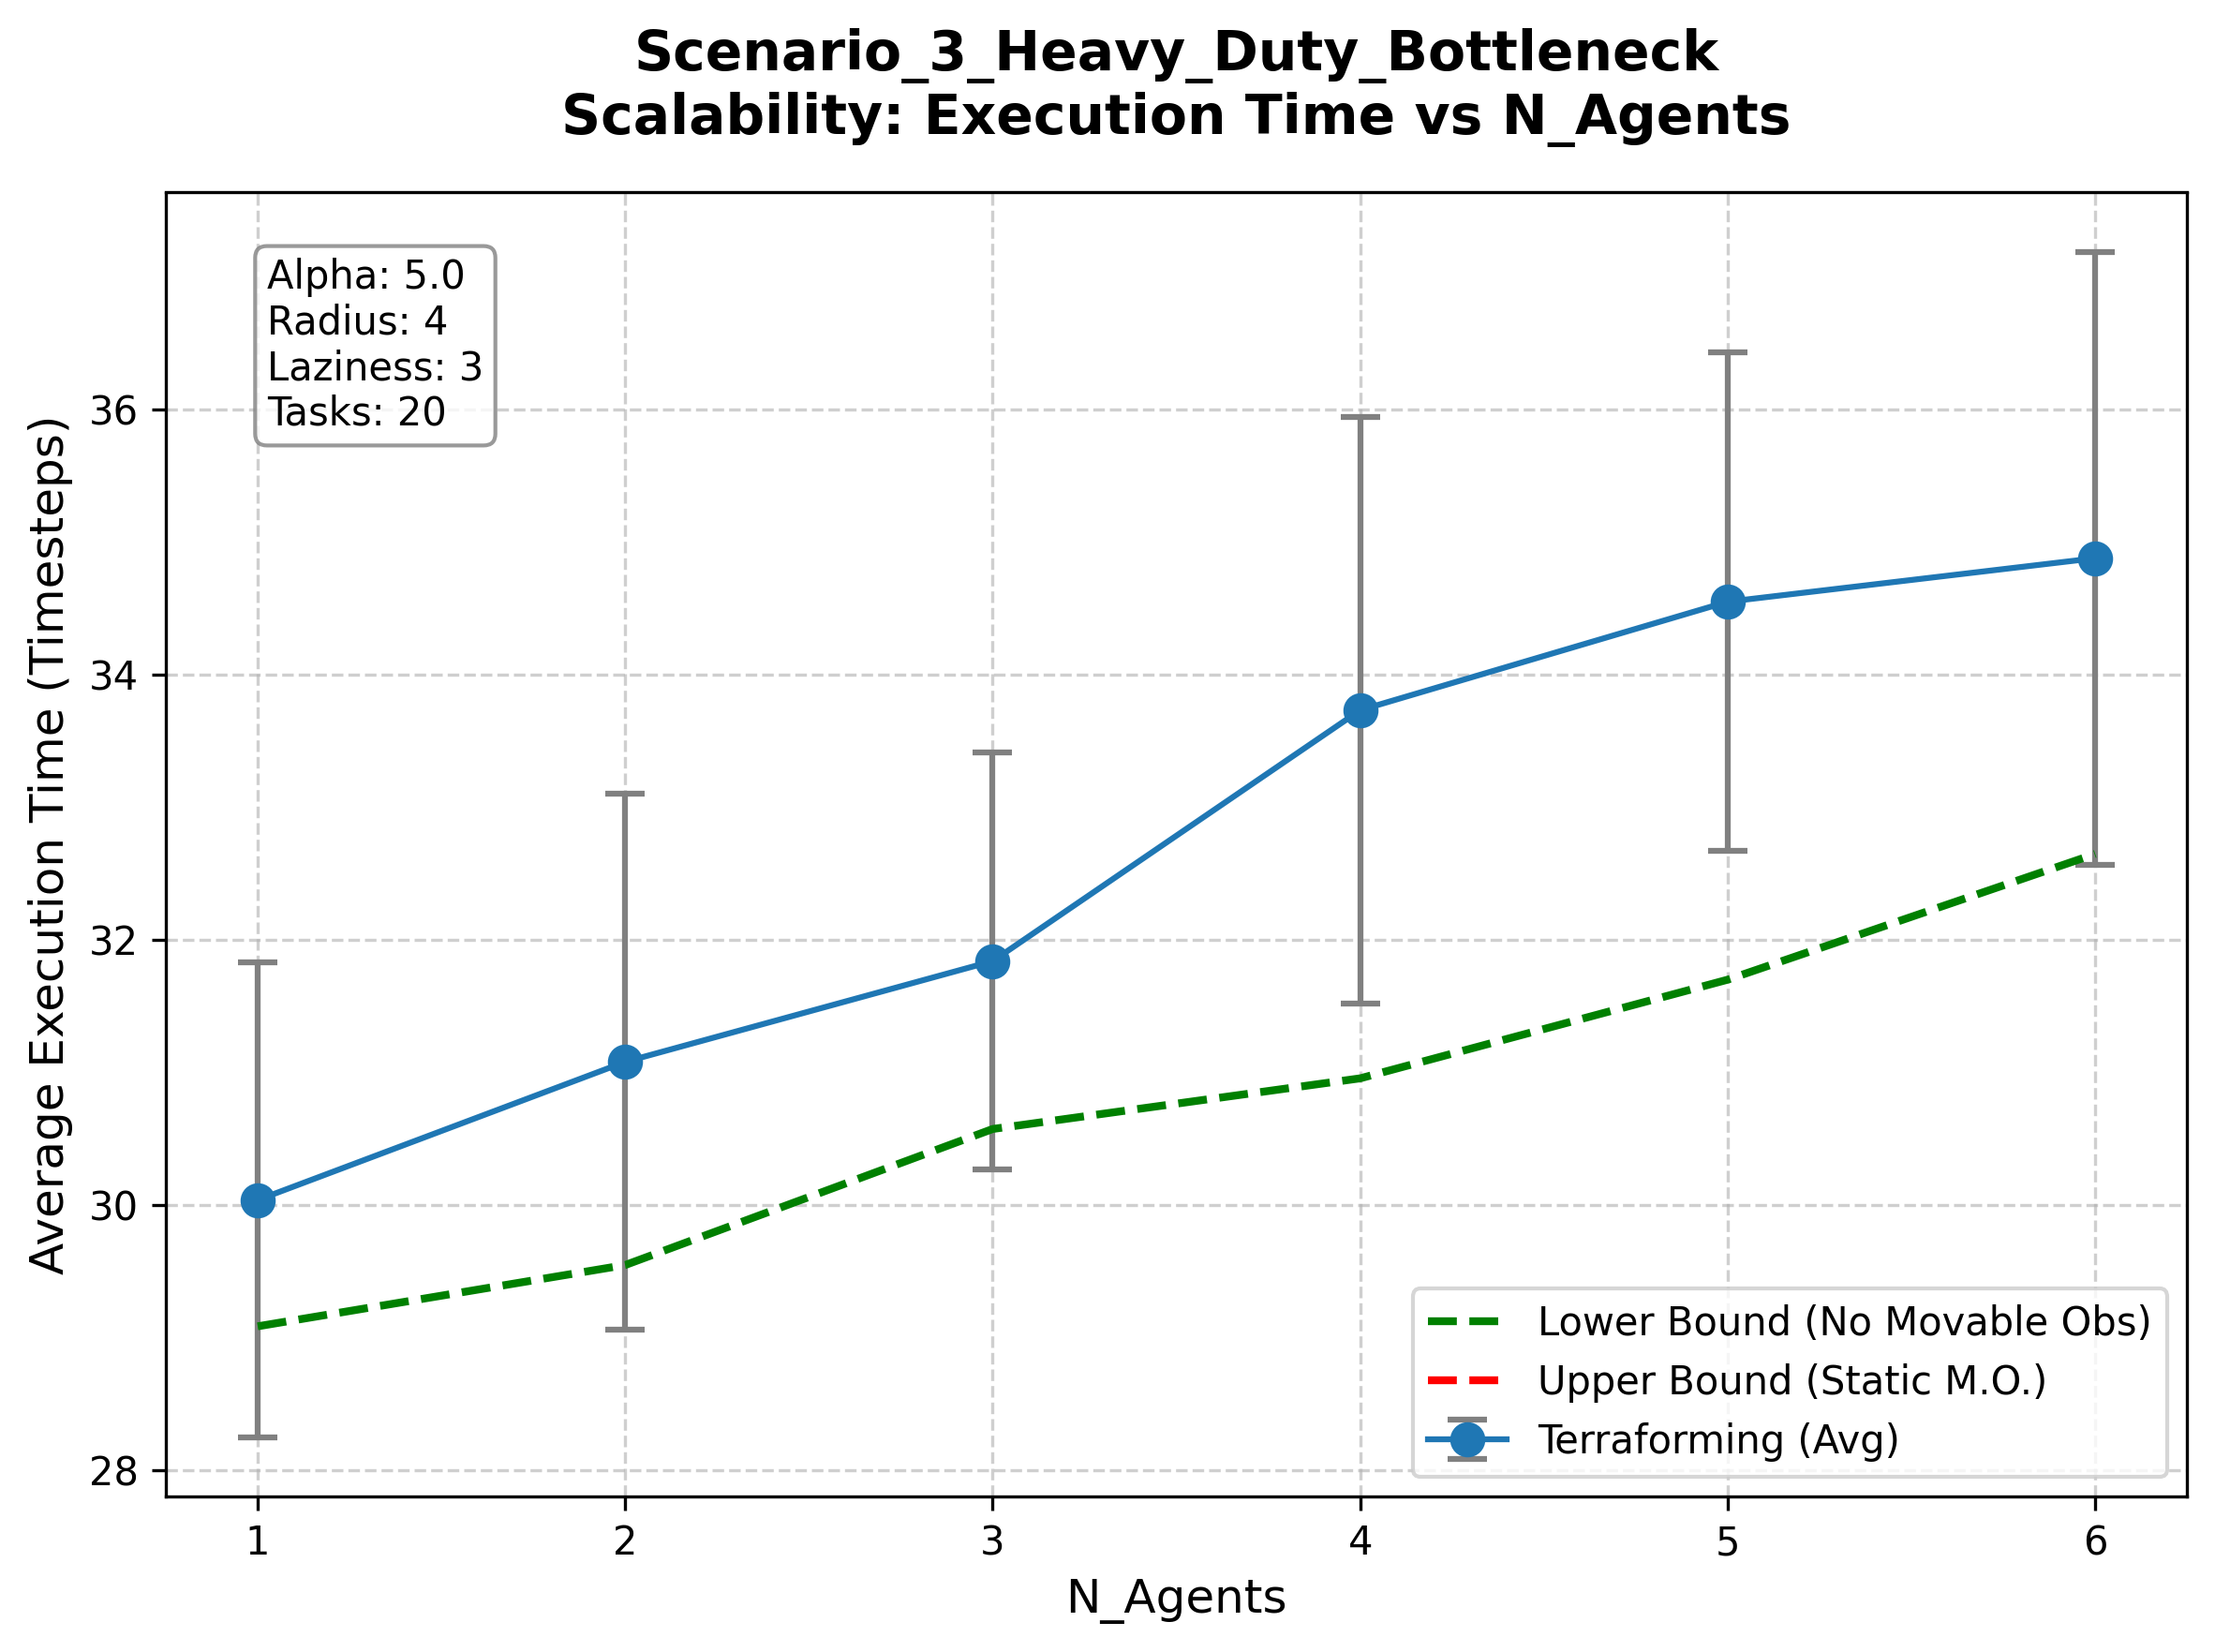 Scenario_3_Heavy_Duty_Bottleneck
Scalability: Execution Time vs N_Agents
Alpha: 5.0
Radius: 4
Laziness: 3
Tasks: 20
Average Execution Time (Timesteps)
36
34
32
30
28
Lower Bound (No Movable Obs)
Upper Bound (Static M.O.)
Terraforming (Avg)
1 2 3 4 5 6
N_Agents